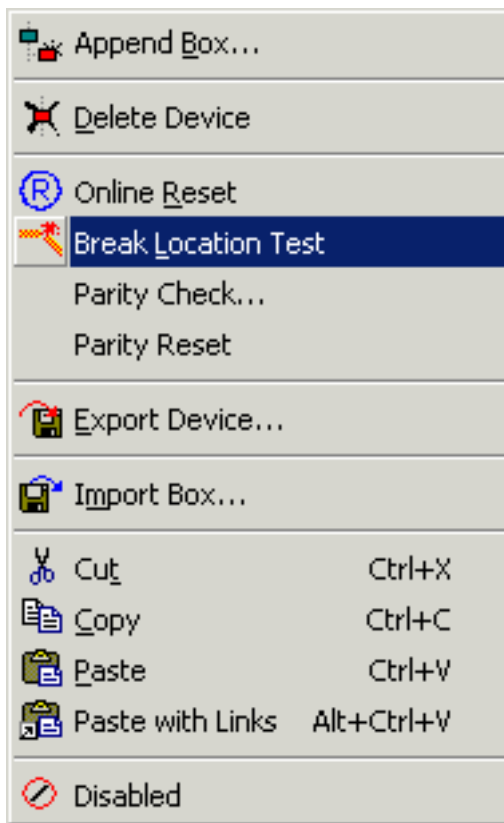 Append Box...
Delete Device
® Online Reset
Break Location Test
Parity Check...
Parity Reset
Export Device...
Import Box...
Cut Ctrl+X
Copy Ctrl+C
Paste Ctrl+V
Paste with Links Alt+Ctrl+V
Disabled